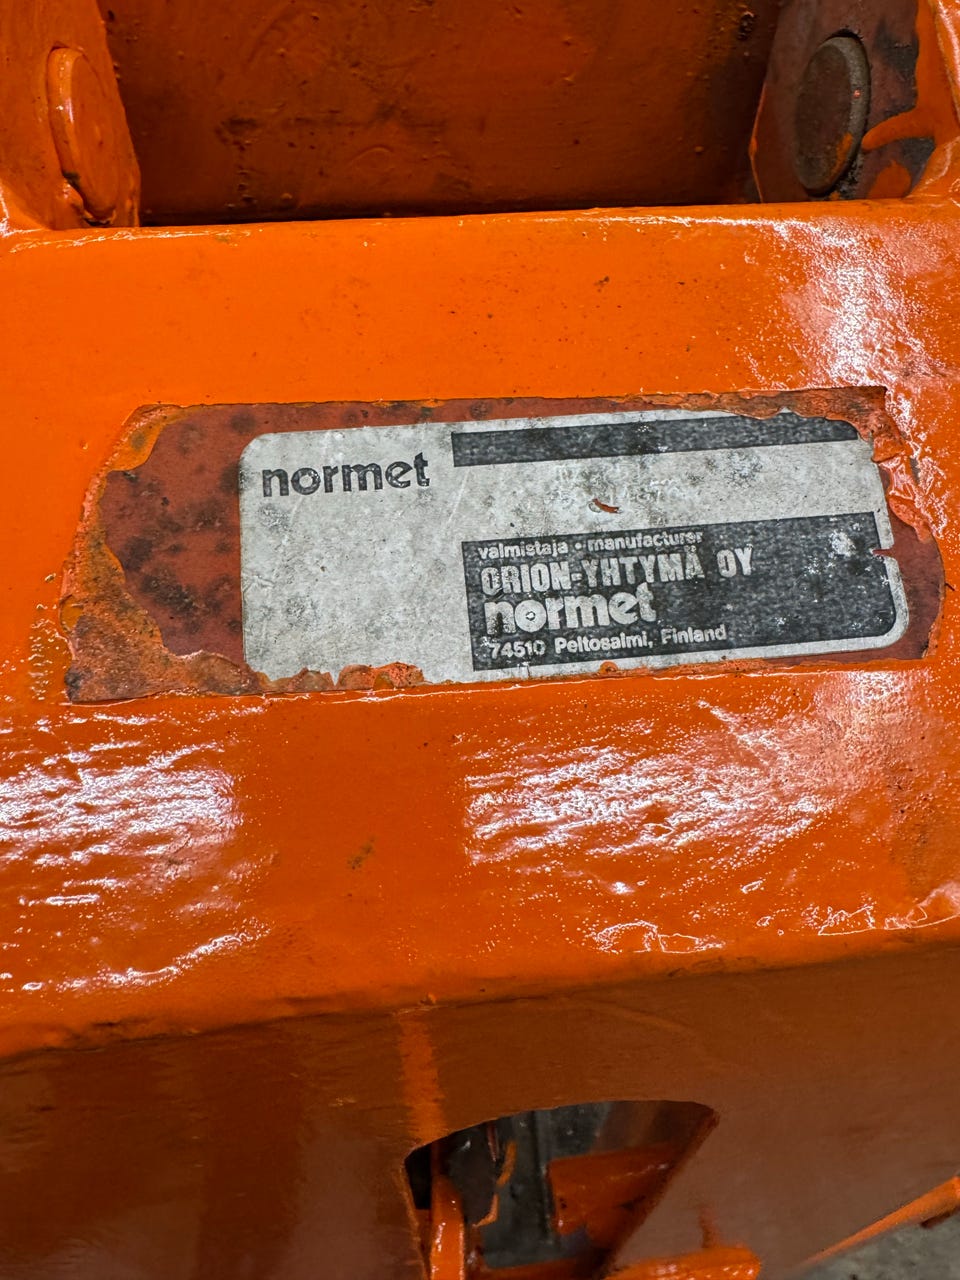 normet
valmistaja • manufacturer
ORION-YHTYMÄ OY
normet
74510 Peltosalmi, Finland